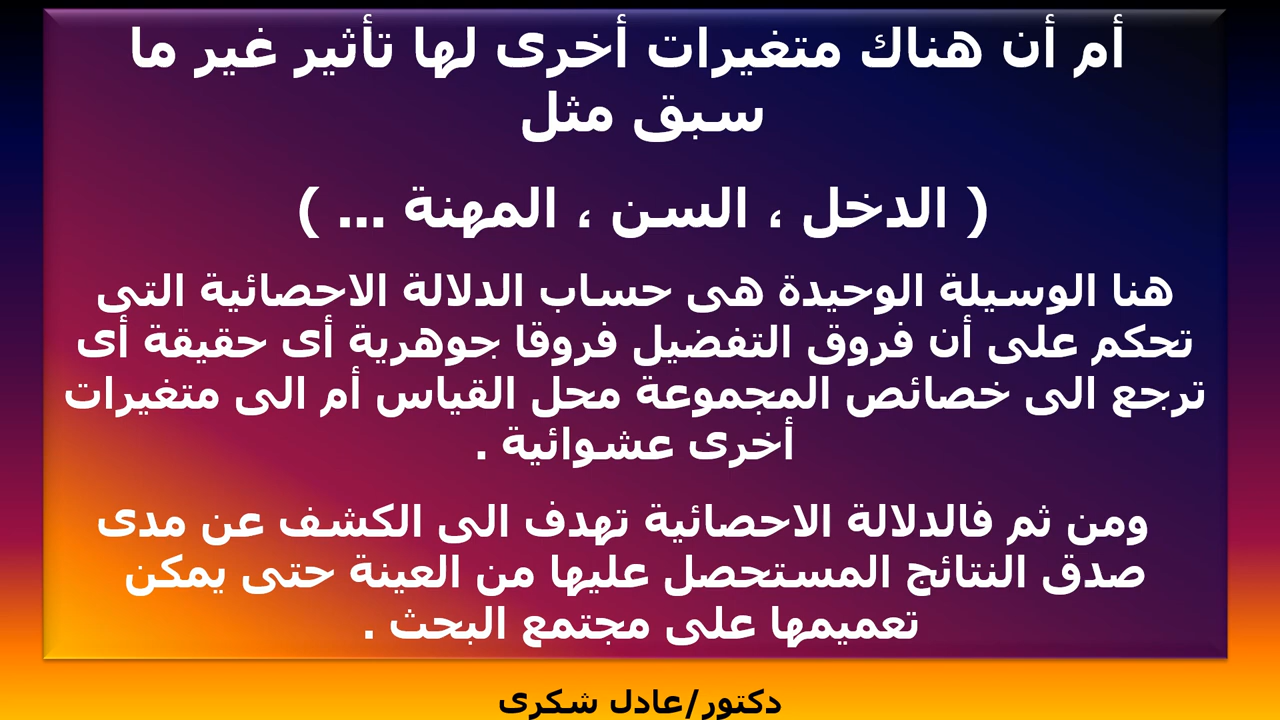 أم أن هناك متغيرات أخرى لها تأثير غير ما
سبق مثل
( الدخل ، السن ، المهنة ... )
هنا الوسيلة الوحيدة هى حساب الدلالة الاحصائية التى
تحكم على أن فروق التفضيل فروقا جوهرية أى حقيقة أى
ترجع الى خصائص المجموعة محل القياس أم الى متغيرات
أخرى عشوائية .
ومن ثم فالدلالة الاحصائية تهدف الى الكشف عن مدى
صدق النتائج المستحصل عليها من العينة حتى يمكن
تعميمها على مجتمع البحث .
دكتور/عادل شكرى